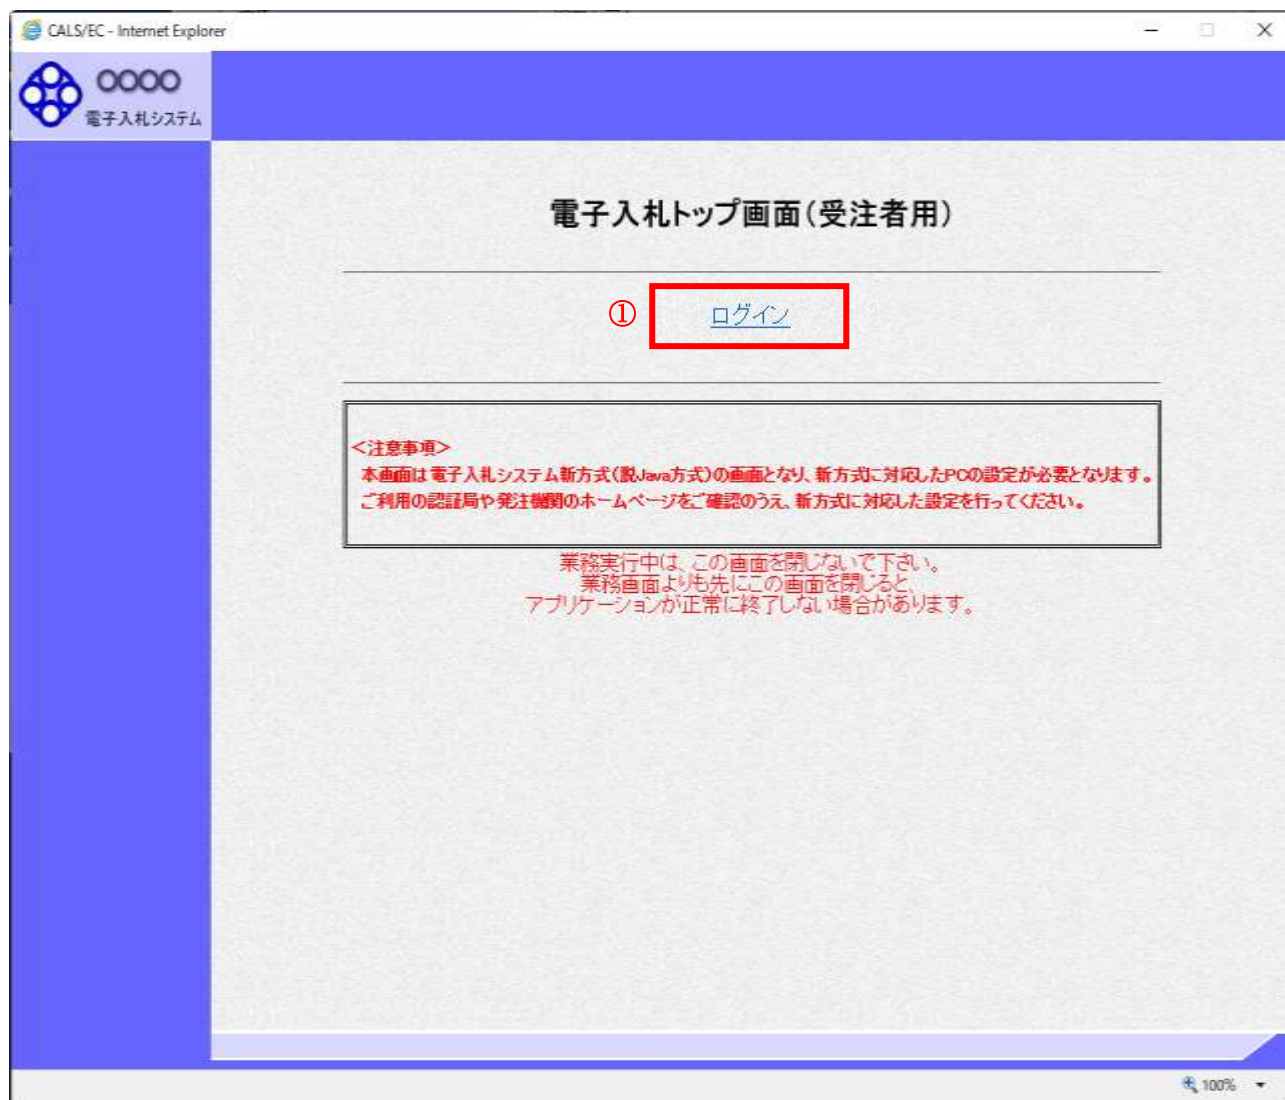 CALS/EC - Internet Explorer
〇〇〇〇
電子入札システム
電子入札トップ画面(受注者用)
① ログイン
<注意事項>
本画面は電子入札システム新方式(脱Java方式)の画面となり、新方式に対応したPCの設定が必要となります。
ご利用の認証局や発注機関のホームページをご確認のうえ、新方式に対応した設定を行ってください。
業務実行中は、この画面を閉じないで下さい。
業務画面よりも先にこの画面を閉じると、
アプリケーションが正常に終了しない場合があります。
100%